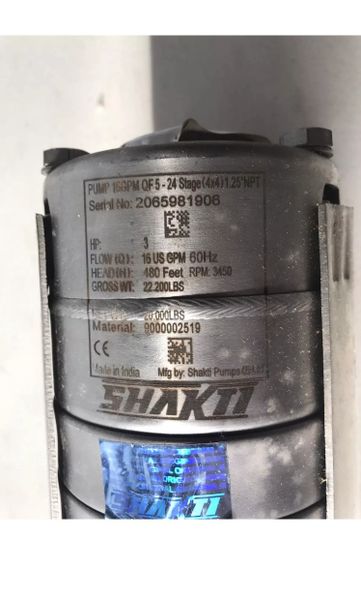 PUMP 16GPM QF 5 - 24 Stage (4x4) 1.25"NPT
Serial No: 2065981906
HP: 3
FLOW (Q): 16 US GPM 60Hz
HEAD(H): 480 Feet RPM: 3450
GROSS WT: 22.200LBS
20.000LBS
Material: 9000002519
CE
Made in India Mfg by: Shakti Pumps
SHAKTI
SHAKTI